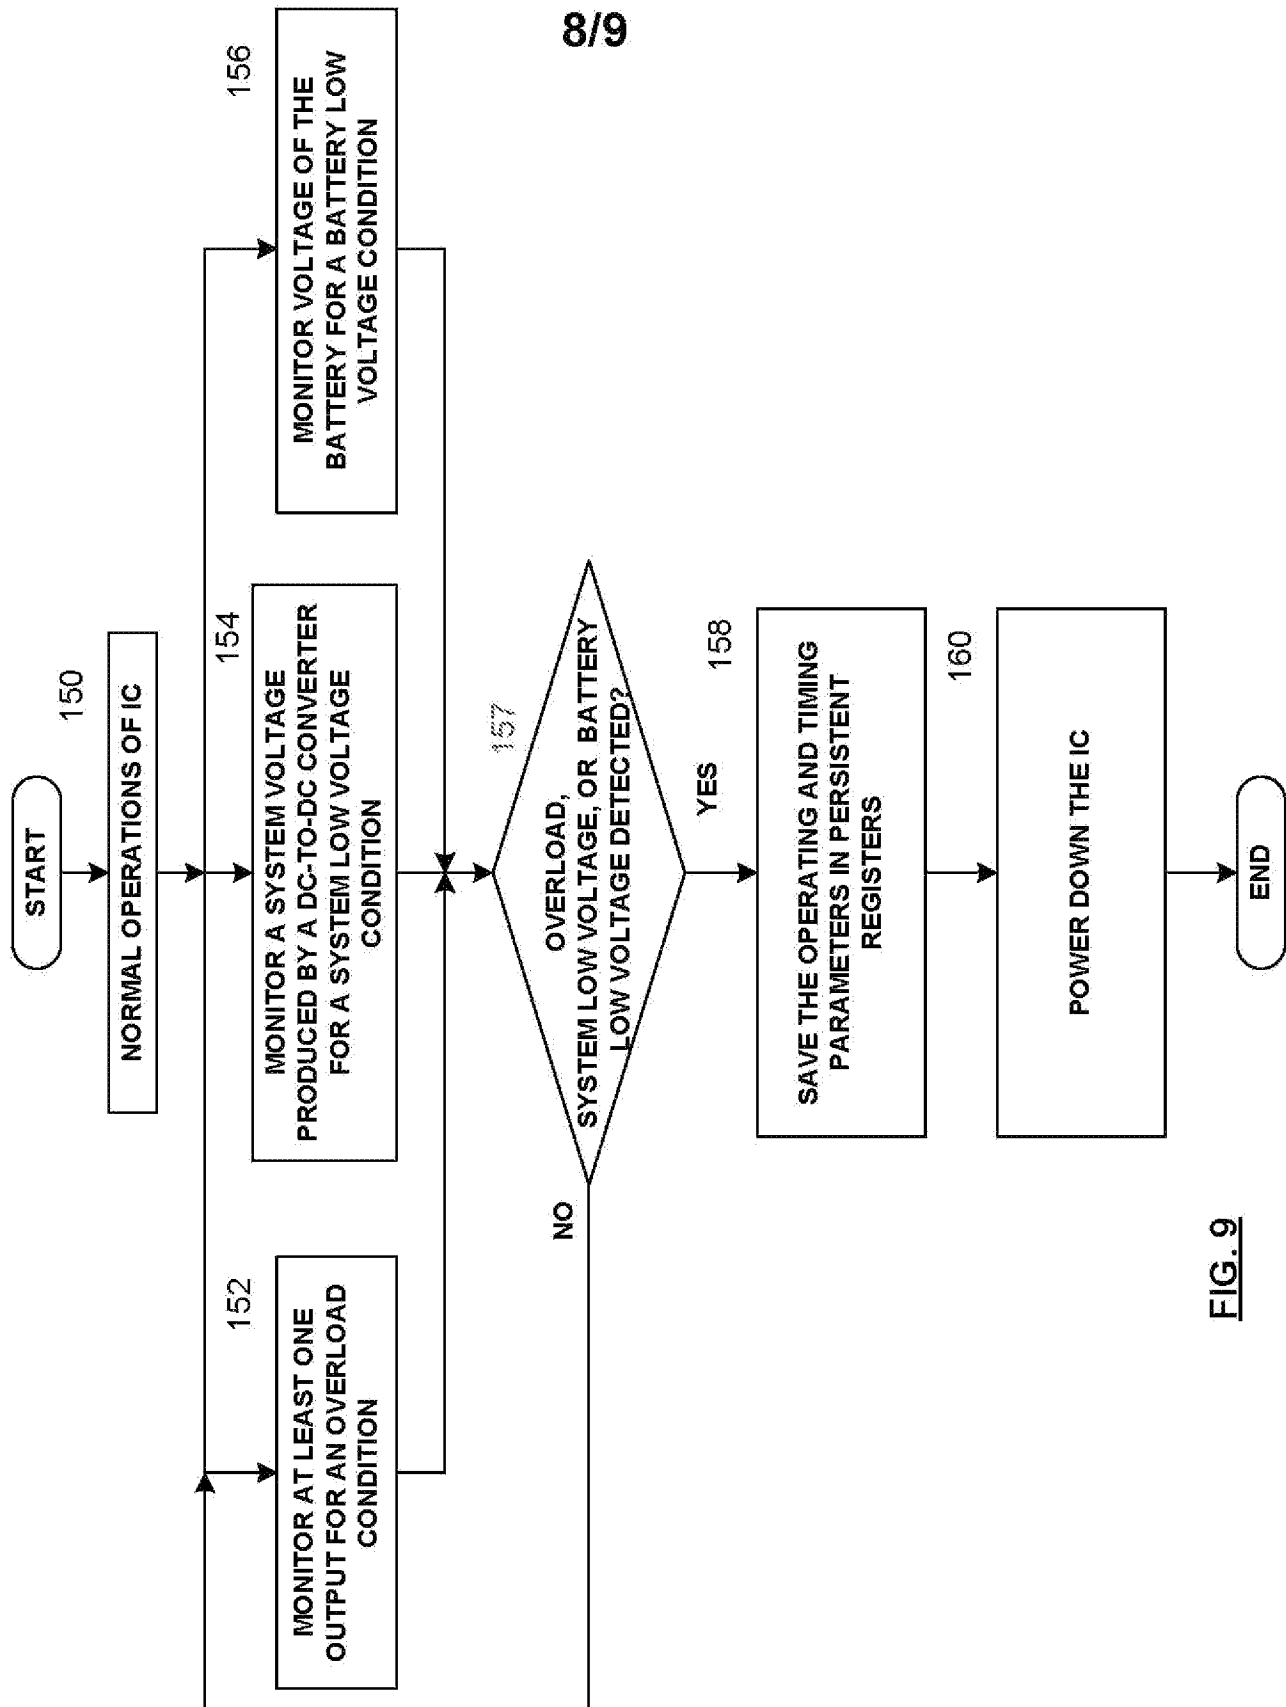 8/9
START
150
NORMAL OPERATIONS OF IC
152
MONITOR AT LEAST ONE
OUTPUT FOR AN OVERLOAD
CONDITION
154
MONITOR A SYSTEM VOLTAGE
PRODUCED BY A DC-TO-DC CONVERTER
FOR A SYSTEM LOW VOLTAGE
CONDITION
156
MONITOR VOLTAGE OF THE
BATTERY FOR A BATTERY LOW
VOLTAGE CONDITION
157
OVERLOAD,
SYSTEM LOW VOLTAGE, OR BATTERY
LOW VOLTAGE DETECTED?
NO
YES
158
SAVE THE OPERATING AND TIMING
PARAMETERS IN PERSISTENT
REGISTERS
160
POWER DOWN THE IC
END
FIG. 9